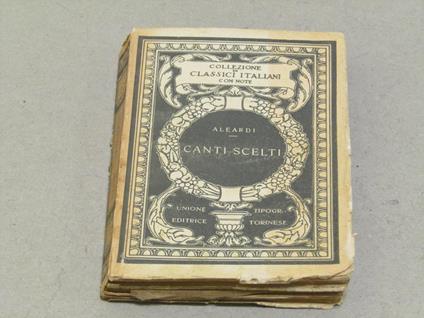 COLLEZIONE
DI
CLASSICI ITALIANI
CON NOTE
ALEARDI
CANTI SCELTI
UNIONE TIPOGR.
EDITRICE TORINESE